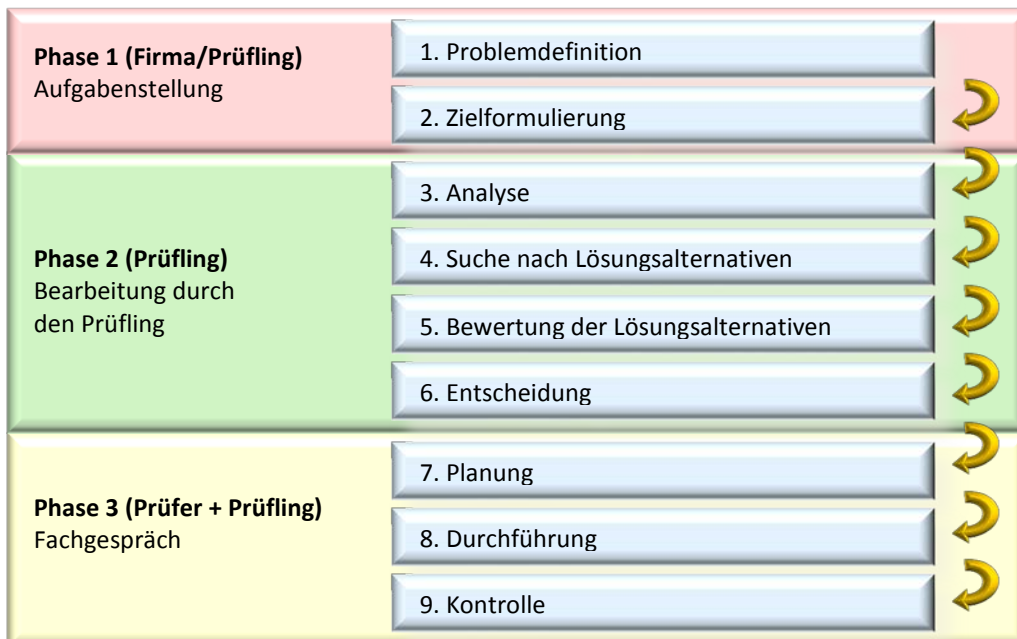 Phase 1 (Firma/Prüfling)
Aufgabenstellung
1. Problemdefinition
2. Zielformulierung
Phase 2 (Prüfling)
Bearbeitung durch
den Prüfling
3. Analyse
4. Suche nach Lösungsalternativen
5. Bewertung der Lösungsalternativen
6. Entscheidung
Phase 3 (Prüfer + Prüfling)
Fachgespräch
7. Planung
8. Durchführung
9. Kontrolle